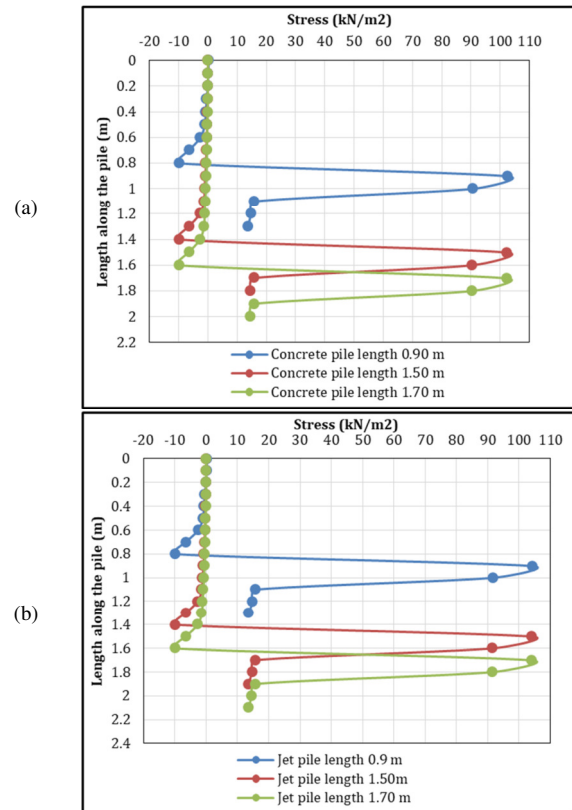 (a)
Stress (kN/m2)
-20 -10 0 10 20 30 40 50 60 70 80 90 100 110
Length along the pile (m)
0
0.2
0.4
0.6
0.8
1
1.2
1.4
1.6
1.8
2
2.2
Concrete pile length 0.90 m
Concrete pile length 1.50 m
Concrete pile length 1.70 m
(b)
Stress (kN/m2)
-20 -10 0 10 20 30 40 50 60 70 80 90 100 110
Length along the pile (m)
0
0.2
0.4
0.6
0.8
1
1.2
1.4
1.6
1.8
2
2.2
2.4
Jet pile length 0.9 m
Jet pile length 1.50m
Jet pile length 1.70 m